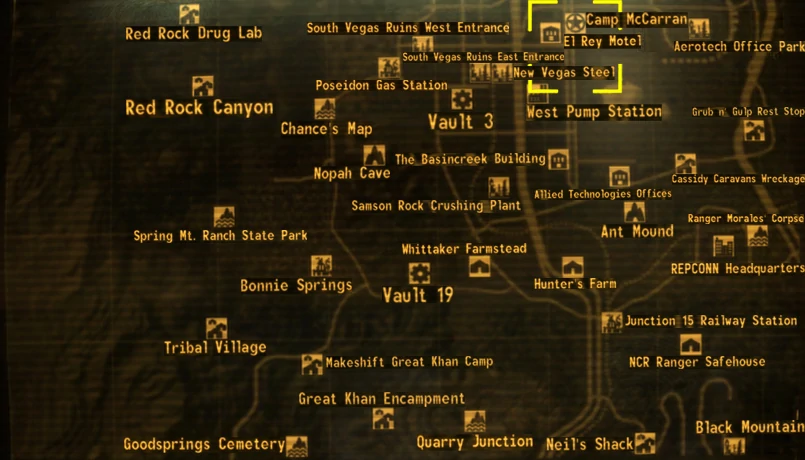 Camp McCarran
South Vegas Ruins West Entrance
Red Rock Drug Lab
El Rey Motel
Aerotech Office Park
South Vegas Ruins East Entrance
New Vegas Steel
Poseidon Gas Station
Red Rock Canyon
West Pump Station
Grub n' Gulp Rest Stop
Vault 3
Chance's Map
The Basincreek Building
Nopah Cave
Cassidy Caravans Wreckage
Allied Technologies Offices
Samson Rock Crushing Plant
Ranger Morales' Corpse
Ant Mound
Spring Mt. Ranch State Park
Whittaker Farmstead
REPCONN Headquarters
Bonnie Springs
Hunter's Farm
Vault 19
Junction 15 Railway Station
Tribal Village
Makeshift Great Khan Camp
NCR Ranger Safehouse
Great Khan Encampment
Black Mountain
Goodsprings Cemetery
Quarry Junction
Neil's Shack